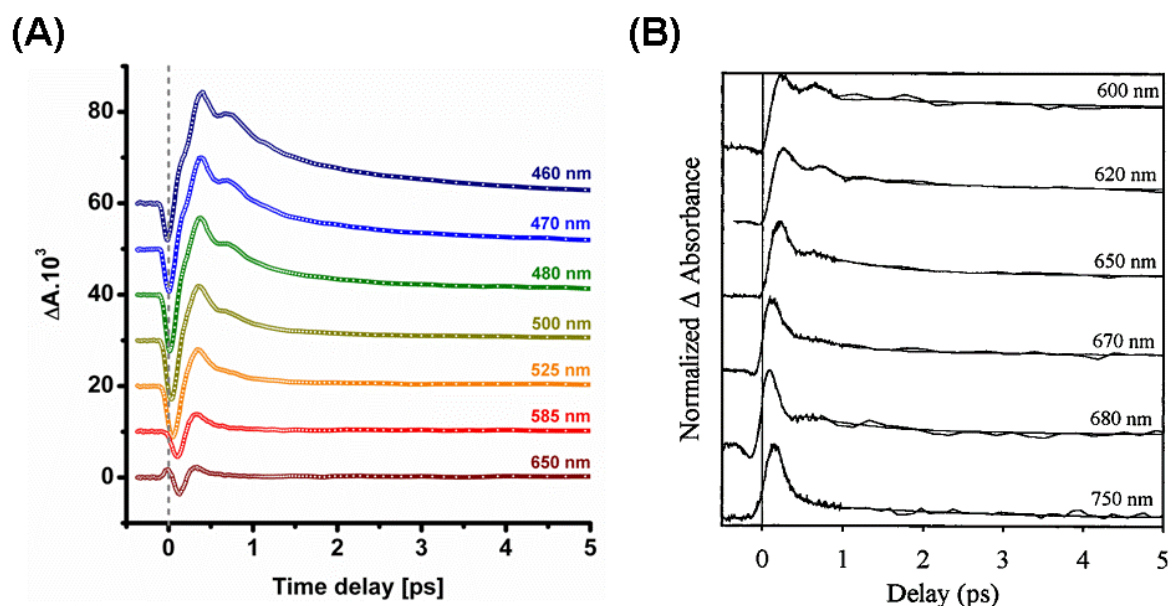 (A)
ΔA.10³
80
60
40
20
0
460 nm
470 nm
480 nm
500 nm
525 nm
585 nm
650 nm
0 1 2 3 4 5
Time delay [ps]
(B)
Normalized Δ Absorbance
600 nm
620 nm
650 nm
670 nm
680 nm
750 nm
0 1 2 3 4 5
Delay (ps)